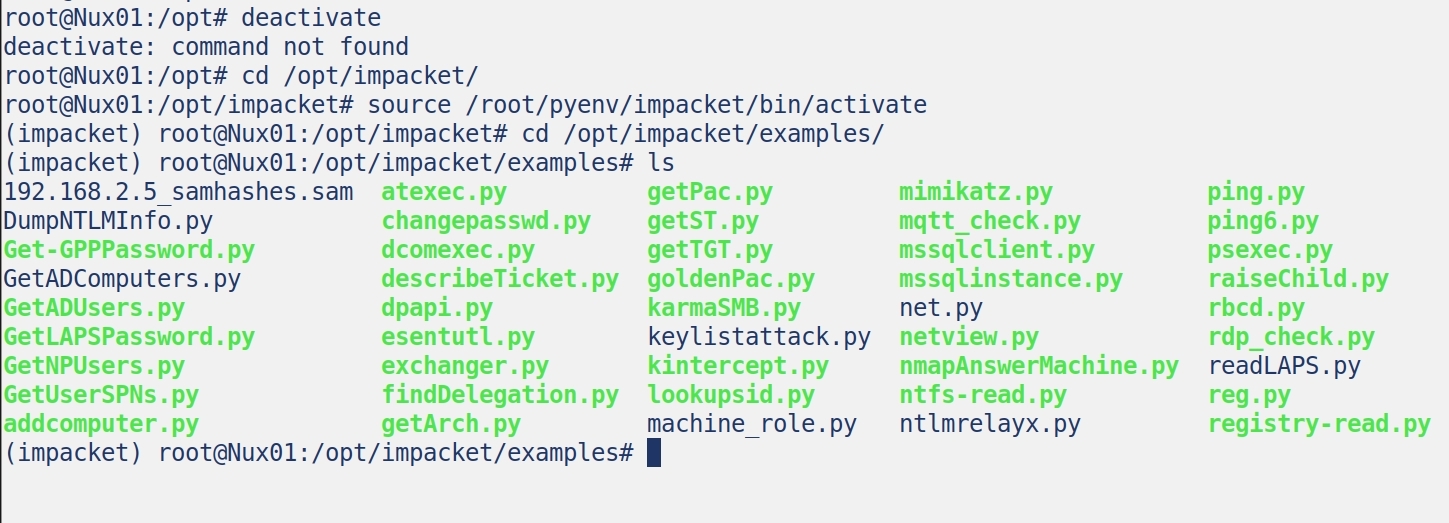 root@Nux01:/opt# deactivate
deactivate: command not found
root@Nux01:/opt# cd /opt/impacket/
root@Nux01:/opt/impacket# source /root/pyenv/impacket/bin/activate
(impacket) root@Nux01:/opt/impacket# cd /opt/impacket/examples/
(impacket) root@Nux01:/opt/impacket/examples# ls
192.168.2.5_samhashes.sam  atexec.py          getPac.py         mimikatz.py           ping.py
DumpNTLMInfo.py            changepasswd.py    getST.py          mqtt_check.py         ping6.py
Get-GPPPassword.py         dcomexec.py        getTGT.py         mssqlclient.py        psexec.py
GetADComputers.py          describeTicket.py  goldenPac.py      mssqlinstance.py      raiseChild.py
GetADUsers.py              dpapi.py           karmaSMB.py       net.py                rbcd.py
GetLAPSPassword.py         esentutl.py        keylistattack.py  netview.py            rdp_check.py
GetNPUsers.py              exchanger.py       kintercept.py     nmapAnswerMachine.py  readLAPS.py
GetUserSPNs.py             findDelegation.py  lookupsid.py      ntfs-read.py          reg.py
addcomputer.py             getArch.py         machine_role.py   ntlmrelayx.py         registry-read.py
(impacket) root@Nux01:/opt/impacket/examples#